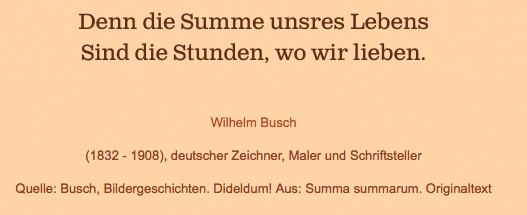 Denn die Summe unsres Lebens
Sind die Stunden, wo wir lieben.
Wilhelm Busch
(1832 - 1908), deutscher Zeichner, Maler und Schriftsteller
Quelle: Busch, Bildergeschichten. Dideldum! Aus: Summa summarum. Originaltext